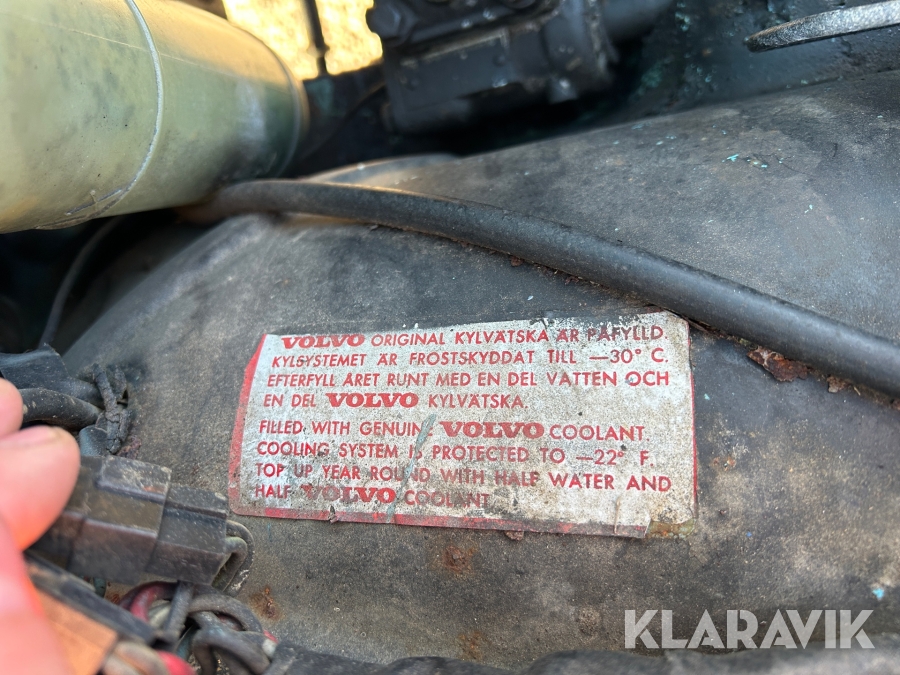 VOLVO ORIGINAL KYLVÄTSKA ÄR PÅFYLLD
KYLSYSTEMET ÄR FROSTSKYDDAT TILL —30° C.
EFTERFYLL ÅRET RUNT MED EN DEL VATTEN OCH
EN DEL VOLVO KYLVÄTSKA.
FILLED WITH GENUINE VOLVO COOLANT.
COOLING SYSTEM IS PROTECTED TO —22° F.
TOP UP YEAR ROUND WITH HALF WATER AND
HALF VOLVO COOLANT
KLARAVIK